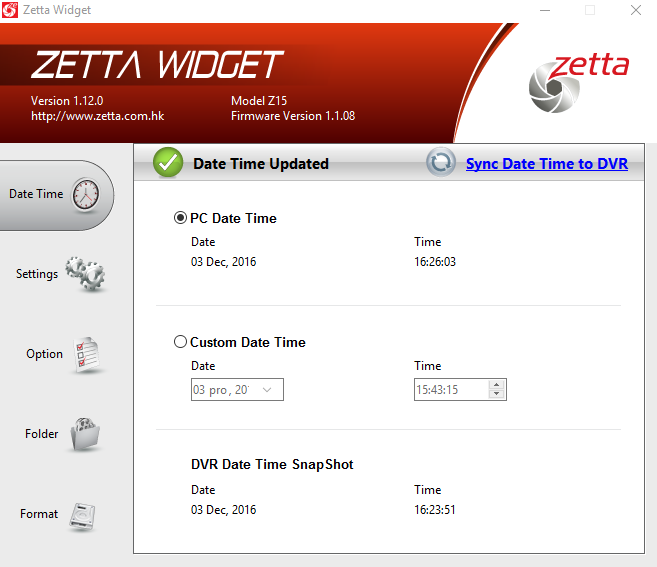 Zetta Widget
ZETTA WIDGET
zetta
Version 1.12.0
Model Z15
http://www.zetta.com.hk
Firmware Version 1.1.08
Date Time
Settings
Option
Folder
Format
Date Time Updated
Sync Date Time to DVR
PC Date Time
Date
Time
03 Dec, 2016
16:26:03
Custom Date Time
Date
Time
03 pro , 20
15:43:15
DVR Date Time SnapShot
Date
Time
03 Dec, 2016
16:23:51